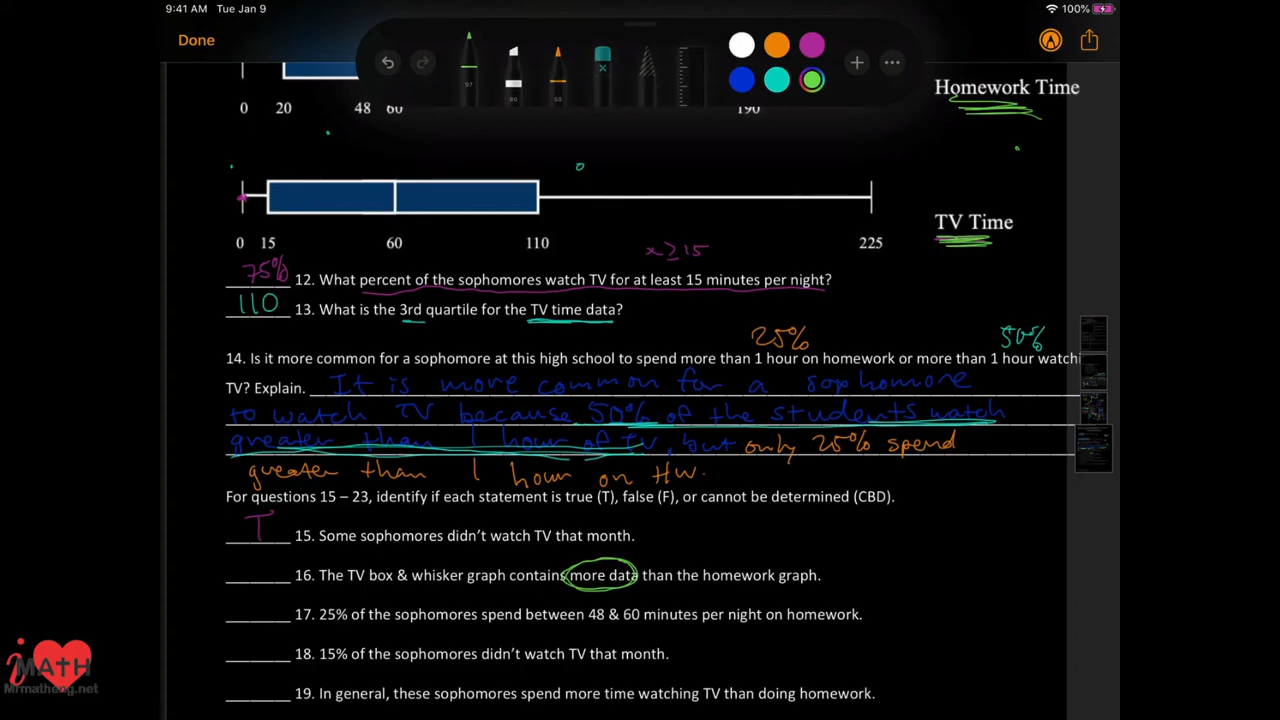 9:41 AM Tue Jan 9
100%
Done
97
80
68
Homework Time
0 20 48 60 190
TV Time
0 15 60 110 225
x ≥ 15
75% 12. What percent of the sophomores watch TV for at least 15 minutes per night?
110 13. What is the 3rd quartile for the TV time data?
25% 50%
14. Is it more common for a sophomore at this high school to spend more than 1 hour on homework or more than 1 hour watchi
TV? Explain. It is more common for a sophomore
to watch TV because 50% of the students watch
greater than 1 hour of TV, but only 25% spend
greater than 1 hour on HW.
For questions 15 – 23, identify if each statement is true (T), false (F), or cannot be determined (CBD).
T 15. Some sophomores didn’t watch TV that month.
16. The TV box & whisker graph contains more data than the homework graph.
17. 25% of the sophomores spend between 48 & 60 minutes per night on homework.
18. 15% of the sophomores didn’t watch TV that month.
19. In general, these sophomores spend more time watching TV than doing homework.
iMATH
Mrmatheng.net